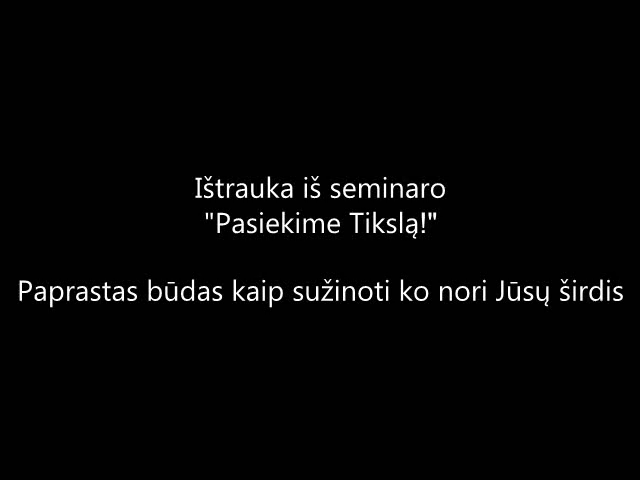 Ištrauka iš seminaro
"Pasiekime Tikslą!"
Paprastas būdas kaip sužinoti ko nori Jūsų širdis